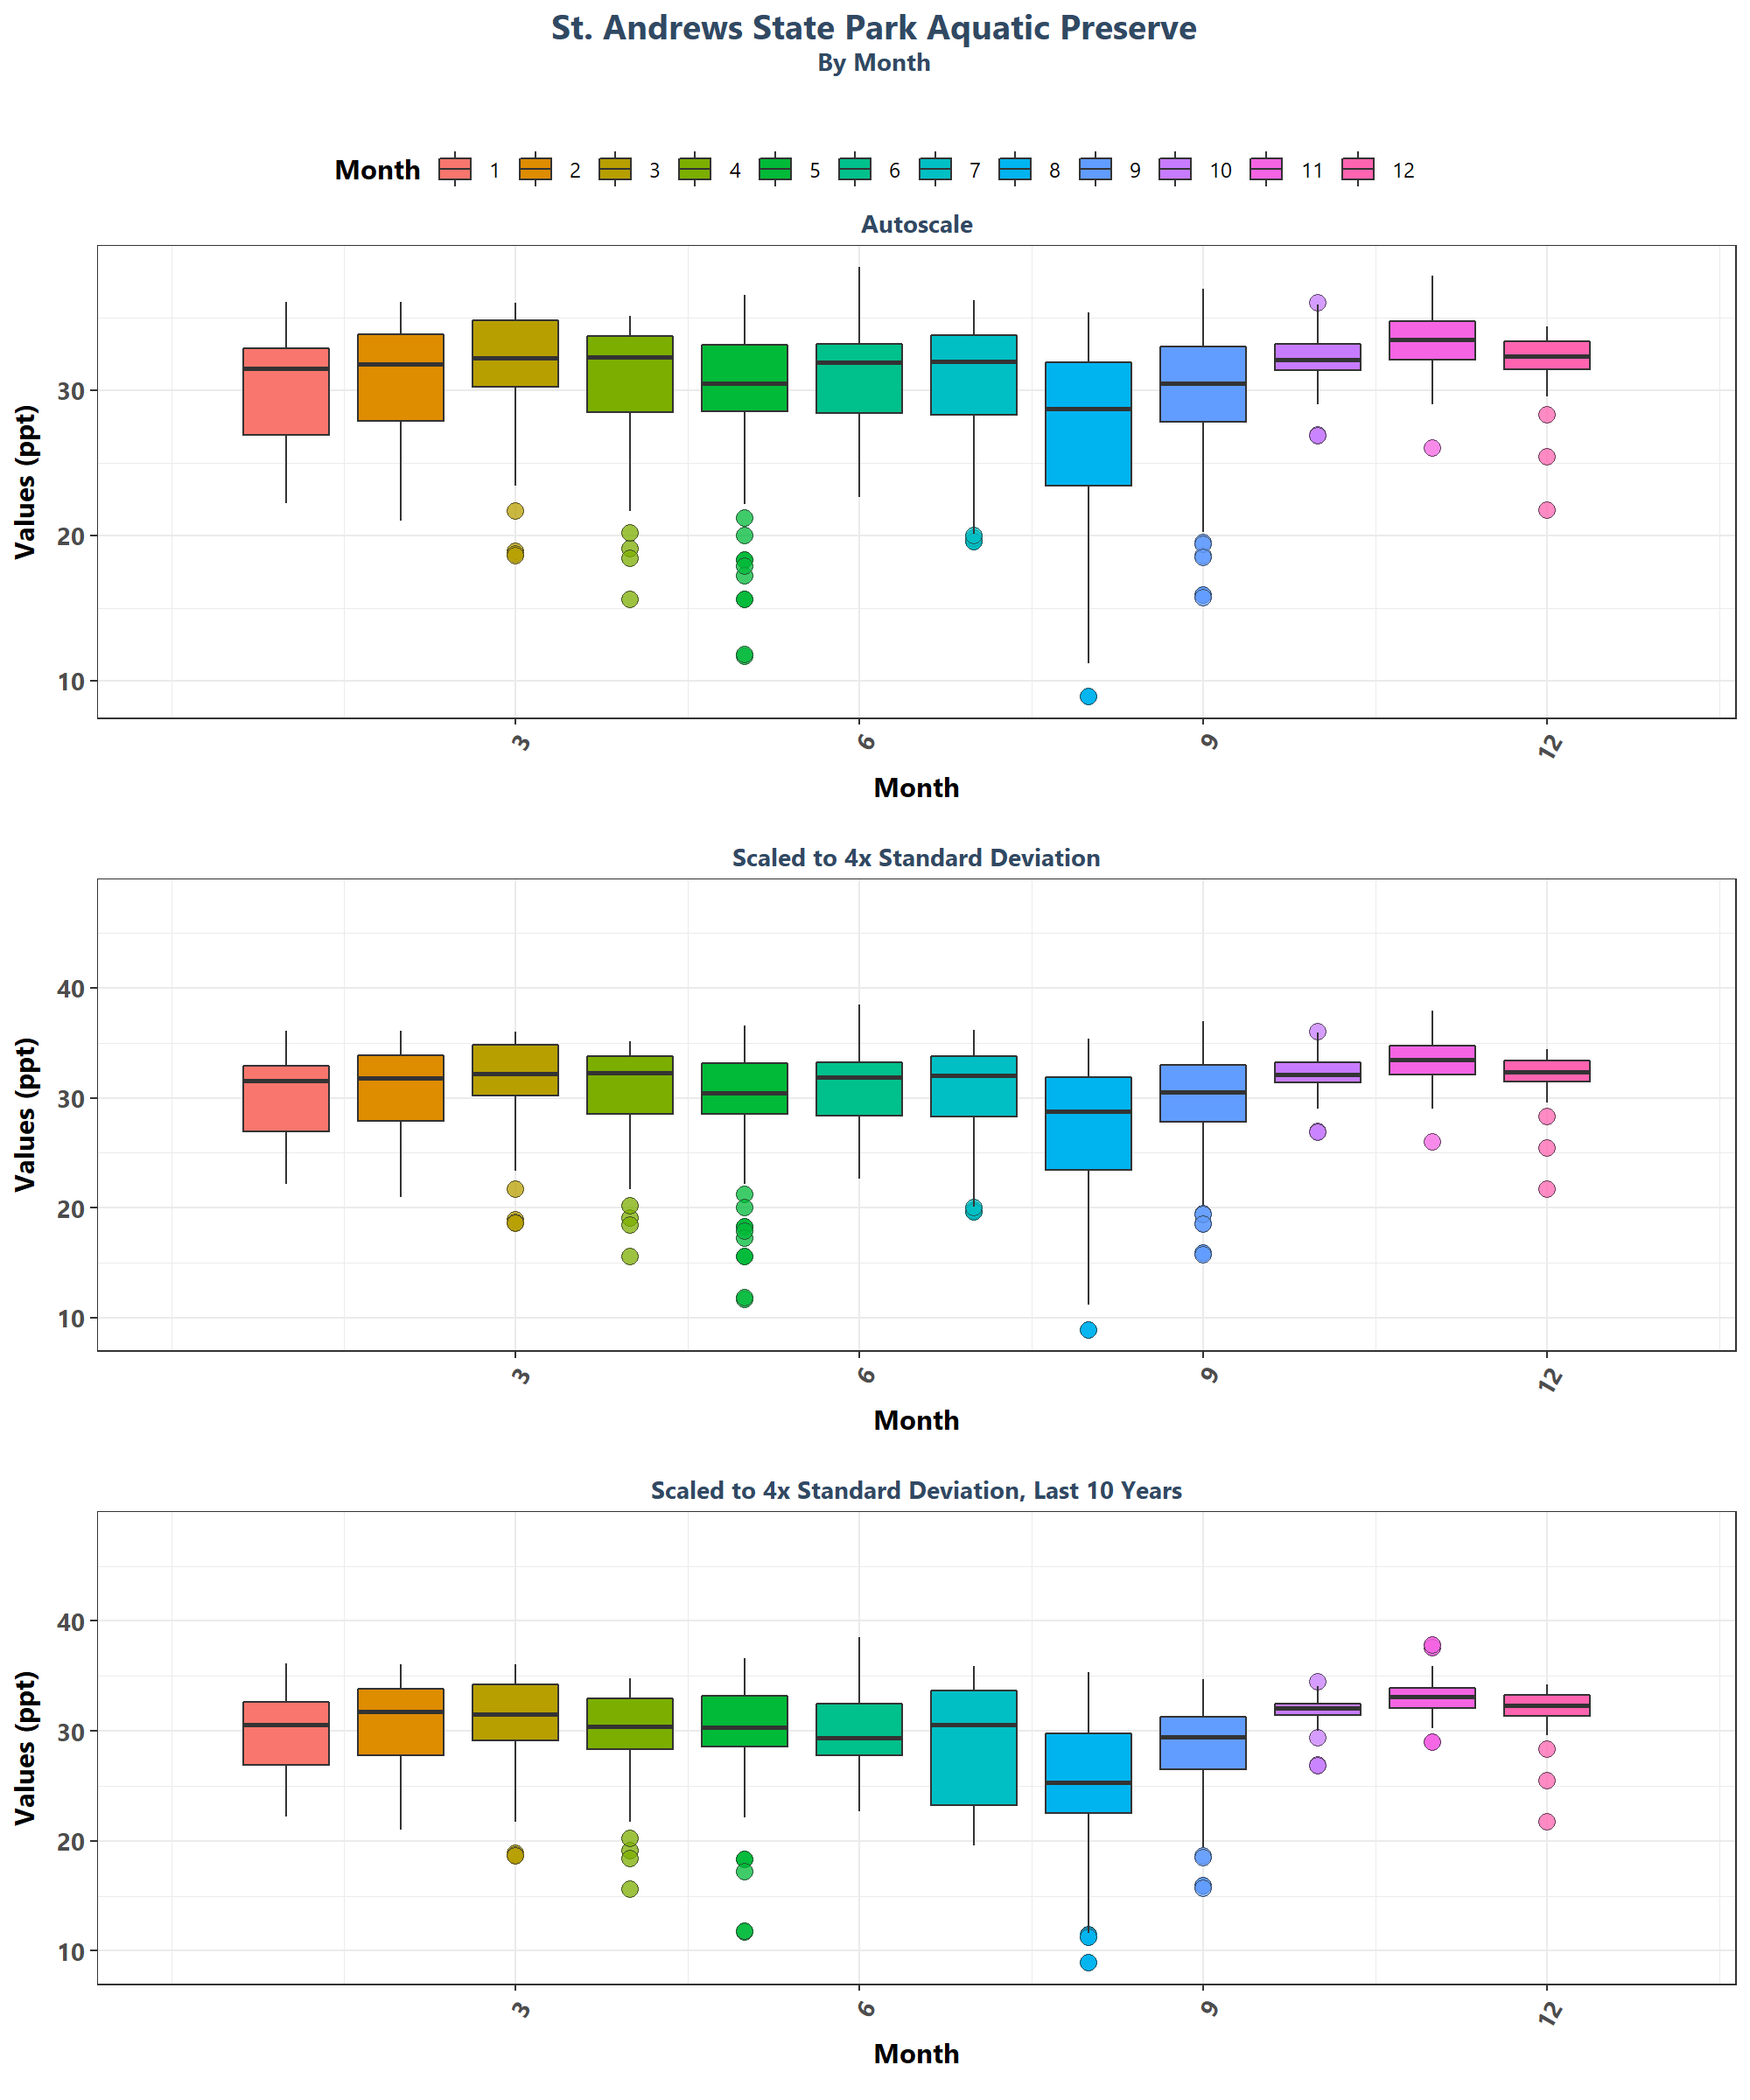 St. Andrews State Park Aquatic Preserve
By Month
Month 1 2 3 4 5 6 7 8 9 10 11 12
Autoscale
Values (ppt)
30
20
10
3 6 9 12
Month
Scaled to 4x Standard Deviation
Values (ppt)
40
30
20
10
3 6 9 12
Month
Scaled to 4x Standard Deviation, Last 10 Years
Values (ppt)
40
30
20
10
3 6 9 12
Month